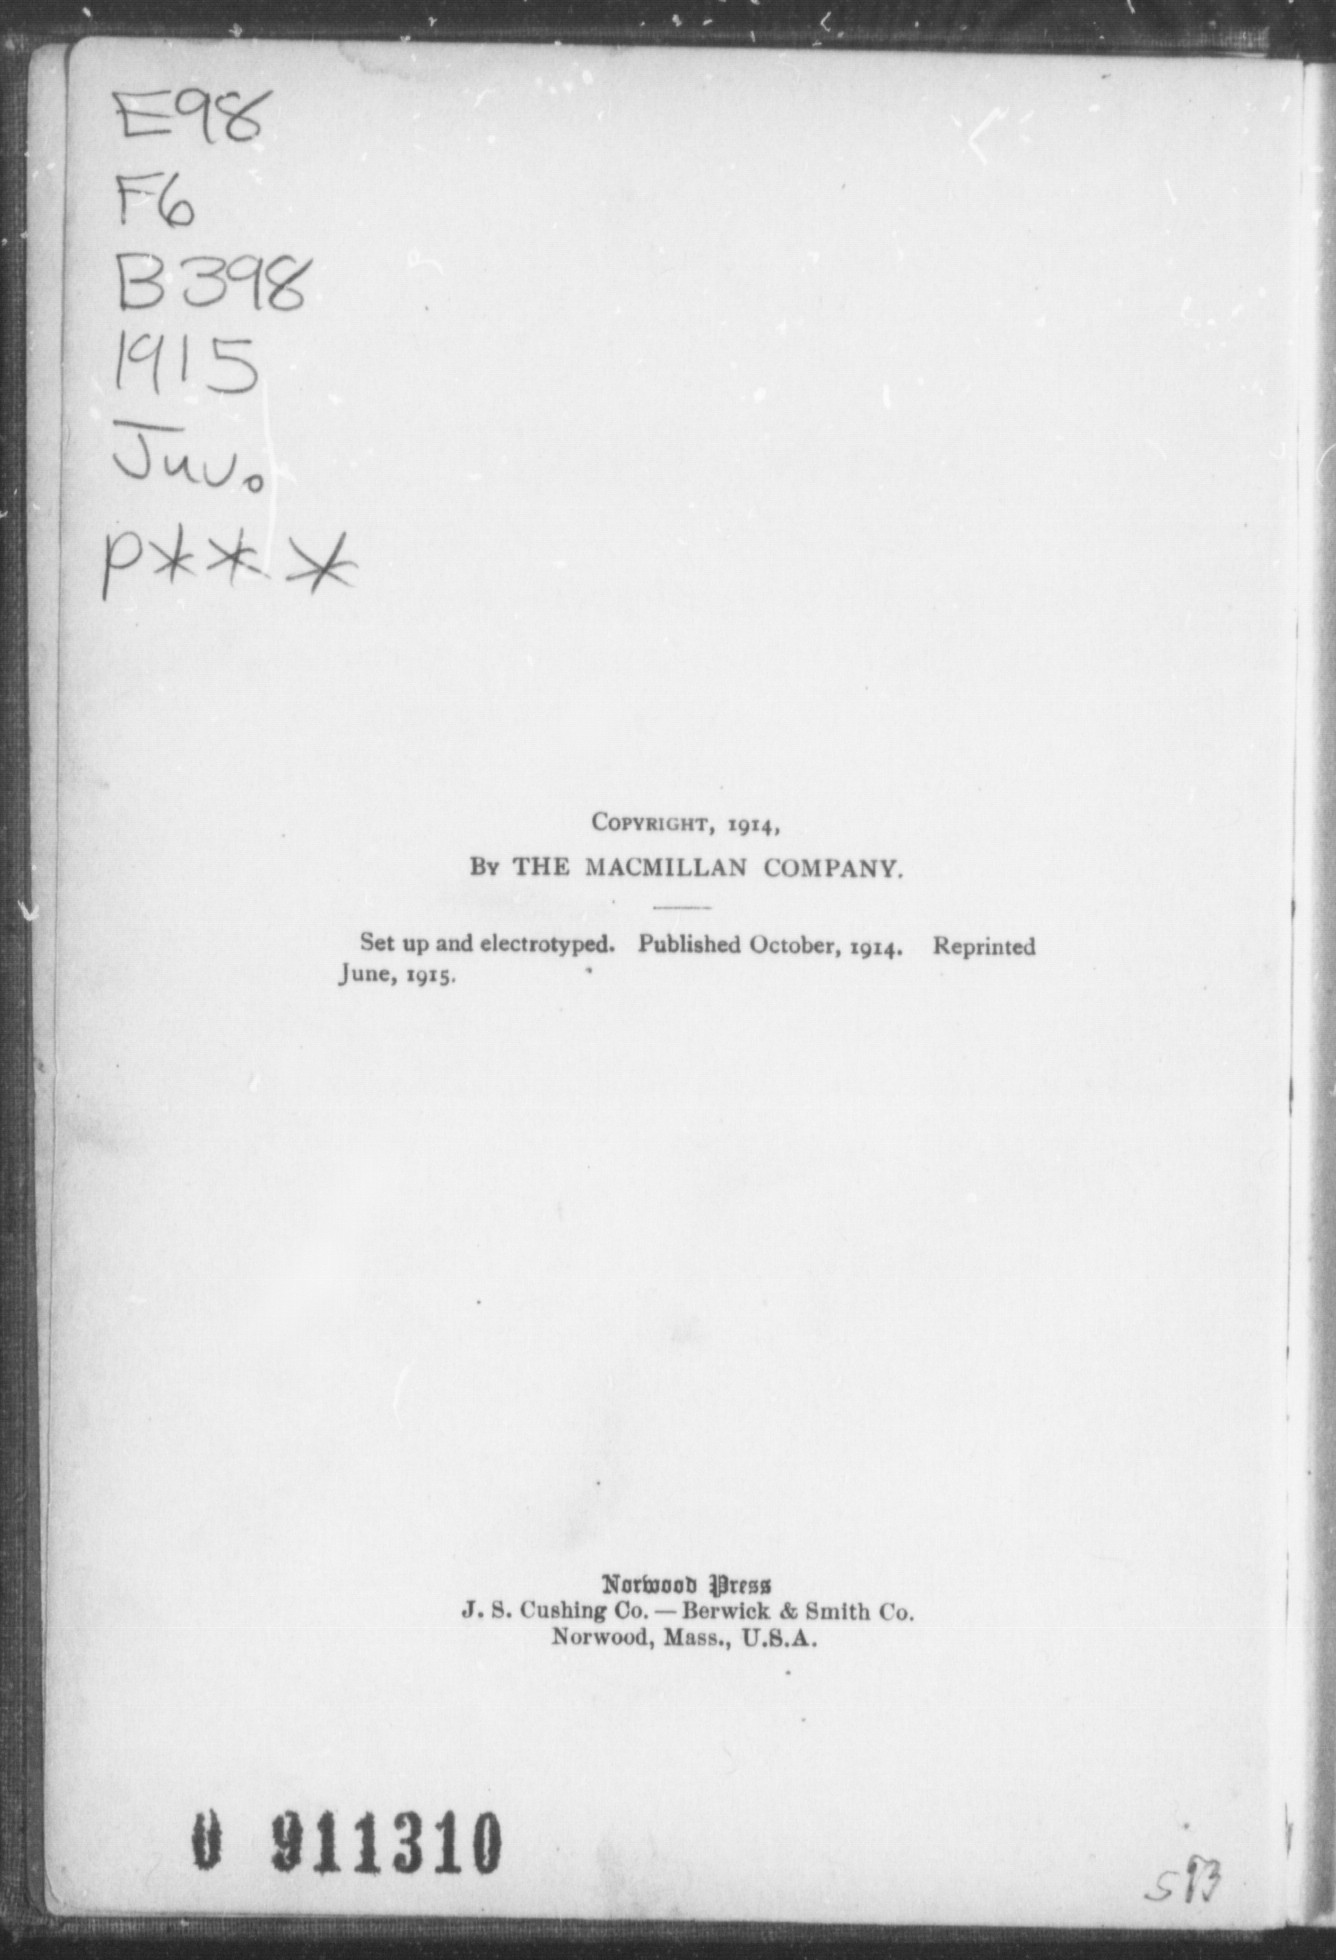 E98
F6
B398
1915
Juv.
P***
COPYRIGHT, 1914,
BY THE MACMILLAN COMPANY.
Set up and electrotyped. Published October, 1914. Reprinted
June, 1915.
Norwood Press
J. S. Cushing Co. — Berwick & Smith Co.
Norwood, Mass., U.S.A.
0 911310